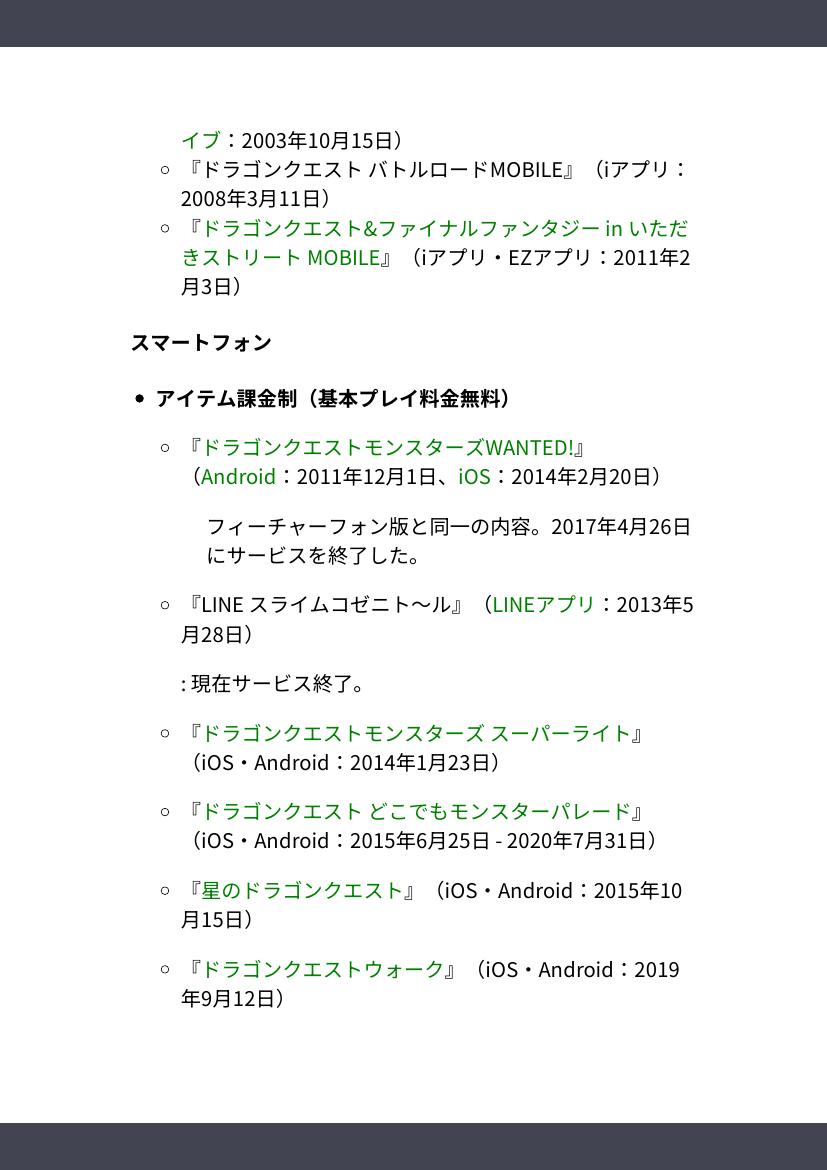 イブ：2003年10月15日）
『ドラゴンクエスト バトルロードMOBILE』（iアプリ：
2008年3月11日）
『ドラゴンクエスト&ファイナルファンタジー in いただ
きストリート MOBILE』（iアプリ・EZアプリ：2011年2
月3日）
スマートフォン
アイテム課金制（基本プレイ料金無料）
『ドラゴンクエストモンスターズWANTED!』
（Android：2011年12月1日、iOS：2014年2月20日）
フィーチャーフォン版と同一の内容。2017年4月26日
にサービスを終了した。
『LINE スライムコゼニト〜ル』（LINEアプリ：2013年5
月28日）
: 現在サービス終了。
『ドラゴンクエストモンスターズ スーパーライト』
（iOS・Android：2014年1月23日）
『ドラゴンクエスト どこでもモンスターパレード』
（iOS・Android：2015年6月25日 - 2020年7月31日）
『星のドラゴンクエスト』（iOS・Android：2015年10
月15日）
『ドラゴンクエストウォーク』（iOS・Android：2019
年9月12日）